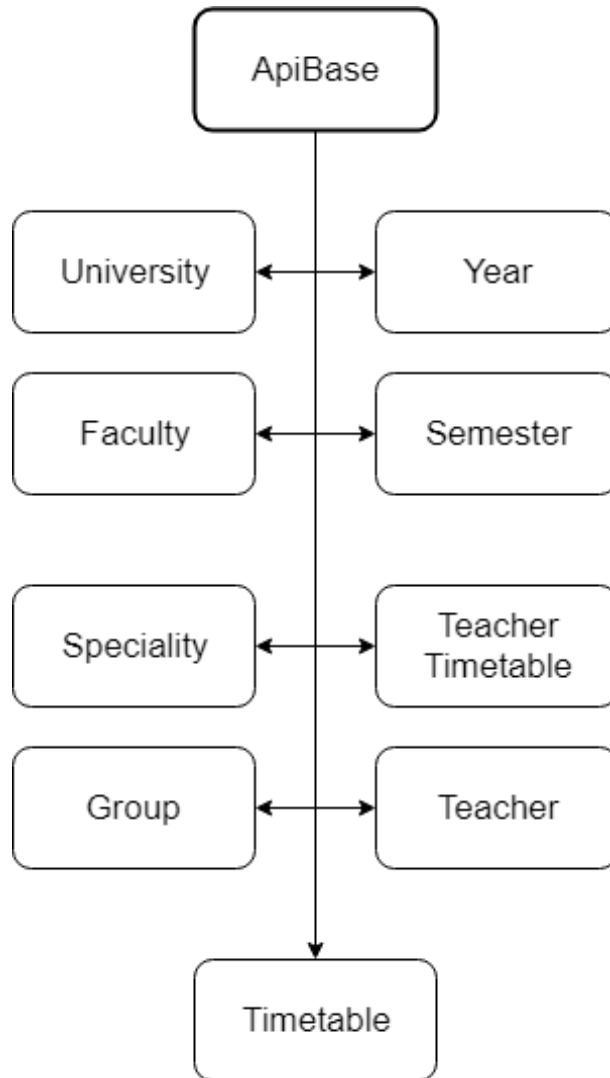 ApiBase
University
Year
Faculty
Semester
Speciality
Teacher
Timetable
Group
Teacher
Timetable